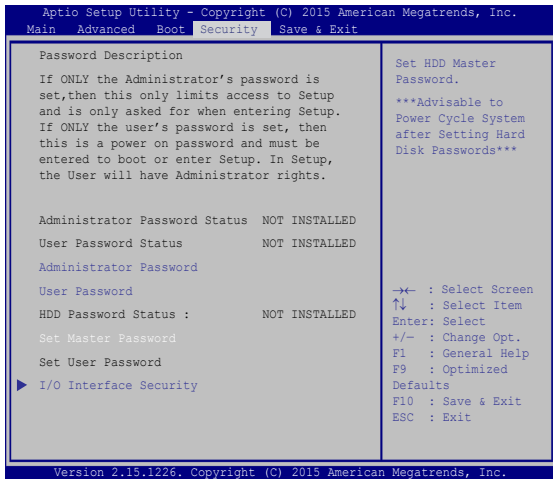 Aptio Setup Utility - Copyright (C) 2015 American Megatrends, Inc.
Main Advanced Boot Security Save & Exit
Password Description
If ONLY the Administrator's password is
set,then this only limits access to Setup
and is only asked for when entering Setup.
If ONLY the user's password is set, then
this is a power on password and must be
entered to boot or enter Setup. In Setup,
the User will have Administrator rights.
Administrator Password Status NOT INSTALLED
User Password Status NOT INSTALLED
Administrator Password
User Password
HDD Password Status : NOT INSTALLED
Set Master Password
Set User Password
I/O Interface Security
Set HDD Master
Password.
***Advisable to
Power Cycle System
after Setting Hard
Disk Passwords***
→← : Select Screen
↑↓ : Select Item
Enter: Select
+/— : Change Opt.
F1 : General Help
F9 : Optimized
Defaults
F10 : Save & Exit
ESC : Exit
Version 2.15.1226. Copyright (C) 2015 American Megatrends, Inc.